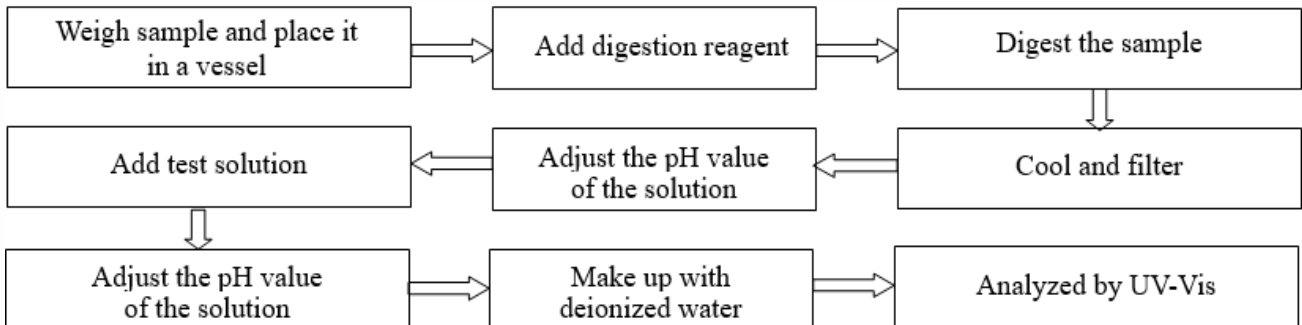 Weigh sample and place it
in a vessel
Add digestion reagent
Digest the sample
Cool and filter
Adjust the pH value
of the solution
Add test solution
Adjust the pH value
of the solution
Make up with
deionized water
Analyzed by UV-Vis